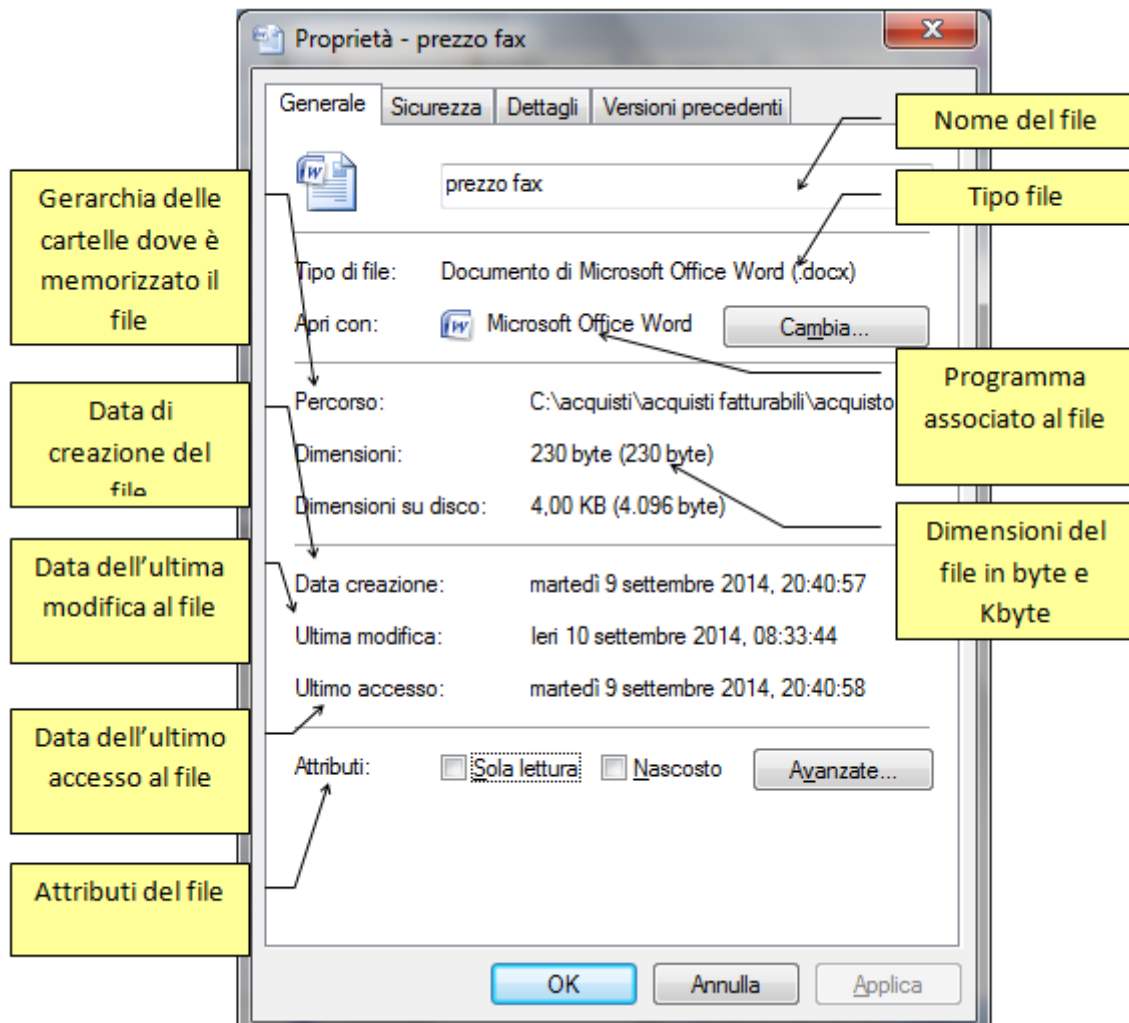 Proprietà - prezzo fax
Generale
Sicurezza
Dettagli
Versioni precedenti
prezzo fax
Tipo di file: Documento di Microsoft Office Word (.docx)
Apri con: Microsoft Office Word Cambia...
Percorso: C:\acquisti\acquisti fatturabili\acquisto
Dimensioni: 230 byte (230 byte)
Dimensioni su disco: 4,00 KB (4.096 byte)
Data creazione: martedì 9 settembre 2014, 20:40:57
Ultima modifica: Ieri 10 settembre 2014, 08:33:44
Ultimo accesso: martedì 9 settembre 2014, 20:40:58
Attributi: Sola lettura Nascosto Avanzate...
OK Annulla Applica
Gerarchia delle
cartelle dove è
memorizzato il
file
Data di
creazione del
file
Data dell'ultima
modifica al file
Data dell'ultimo
accesso al file
Attributi del file
Nome del file
Tipo file
Programma
associato al file
Dimensioni del
file in byte e
Kbyte